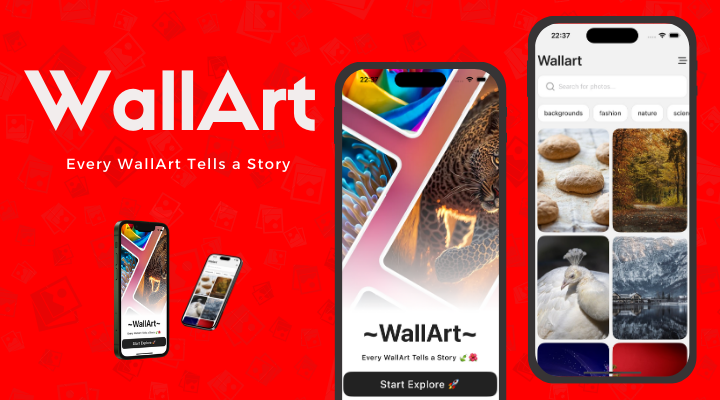 WallArt
Every WallArt Tells a Story
22:37
~WallArt~
Every WallArt Tells a Story 🌿 🌺
Start Explore 🚀
22:37
Wallart
Search for photos...
backgrounds fashion nature scien
~WallArt~
Start Explore 🚀